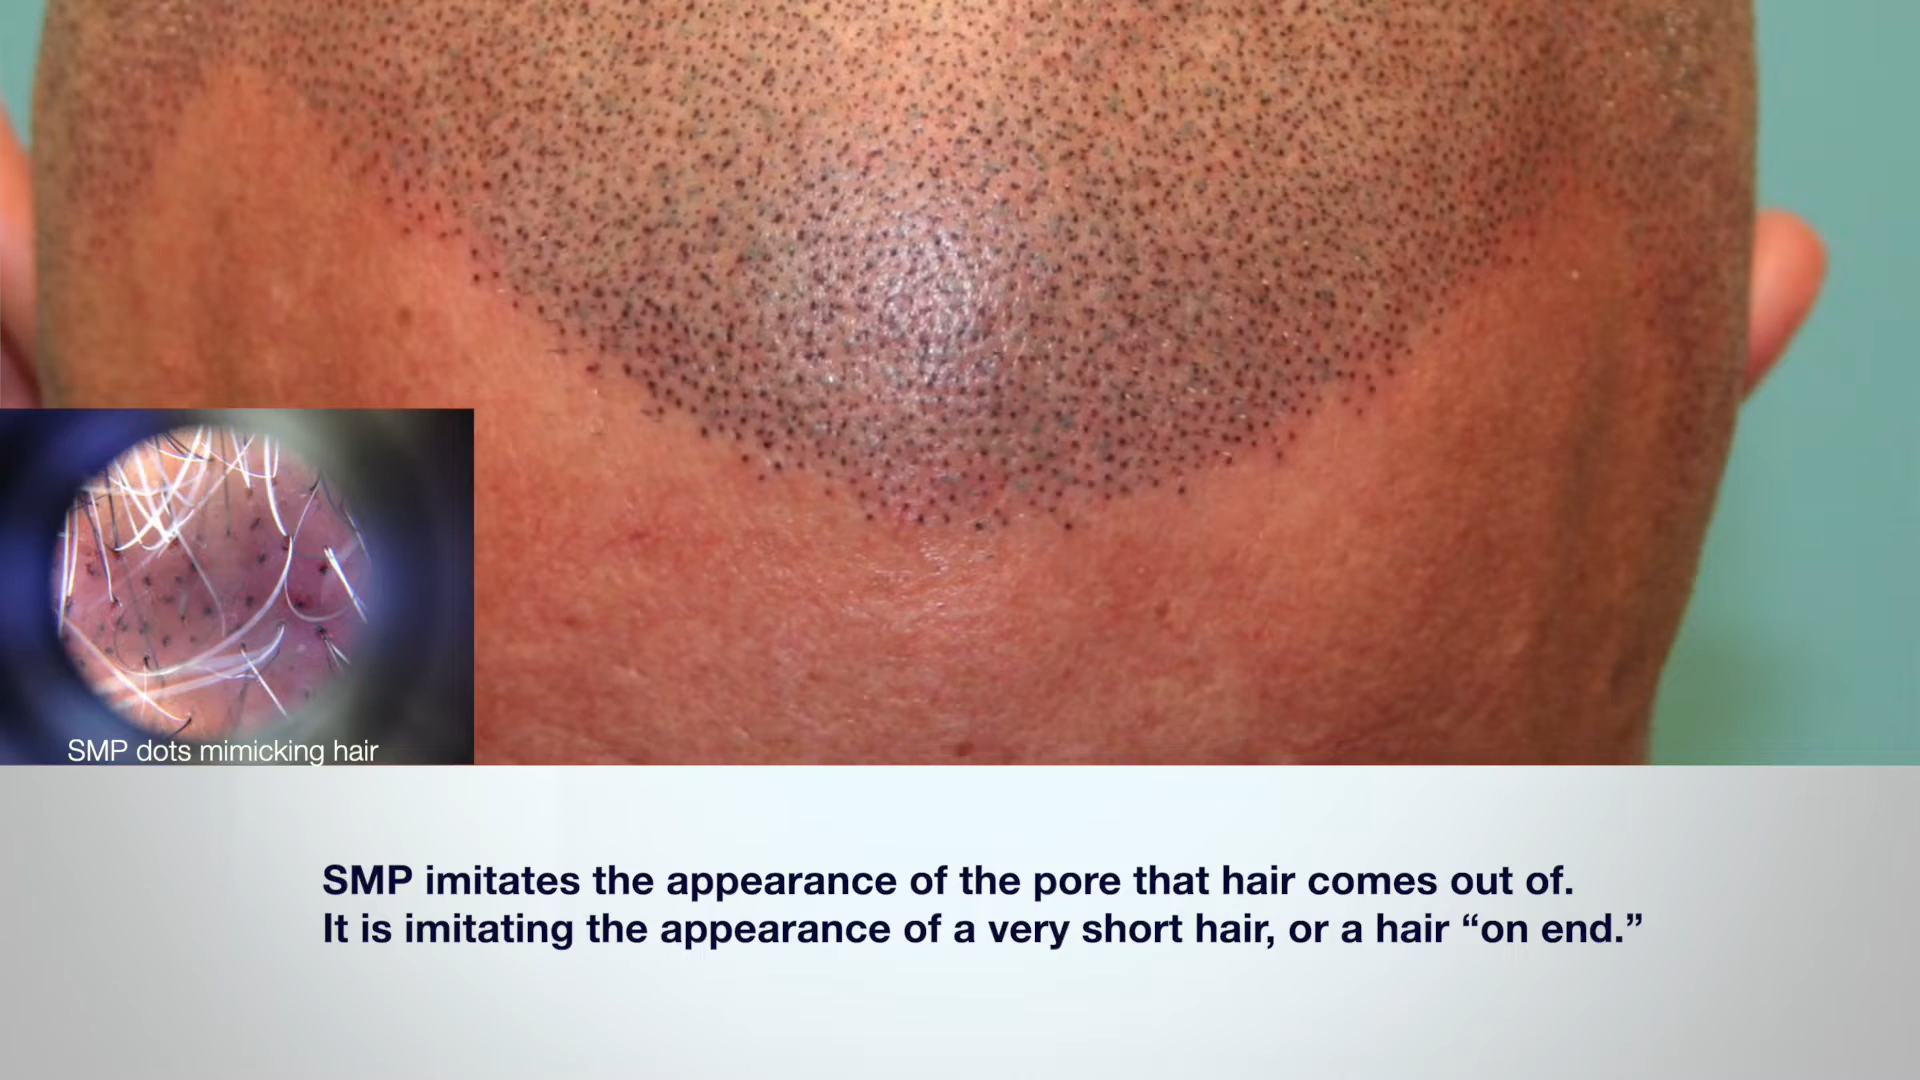 SMP dots mimicking hair
SMP imitates the appearance of the pore that hair comes out of.
It is imitating the appearance of a very short hair, or a hair “on end.”